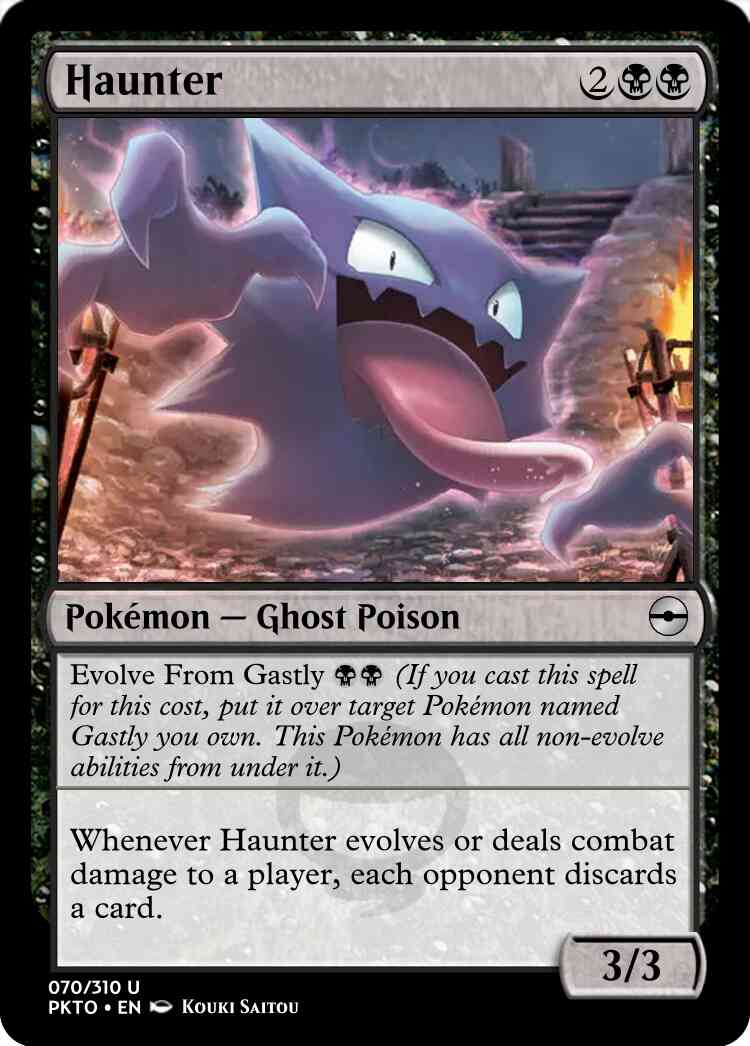 Haunter 2
Pokémon — Ghost Poison
Evolve From Gastly (If you cast this spell
for this cost, put it over target Pokémon named
Gastly you own. This Pokémon has all non-evolve
abilities from under it.)
Whenever Haunter evolves or deals combat
damage to a player, each opponent discards
a card.
3/3
070/310 U
PKTO • EN Kouki Saitou